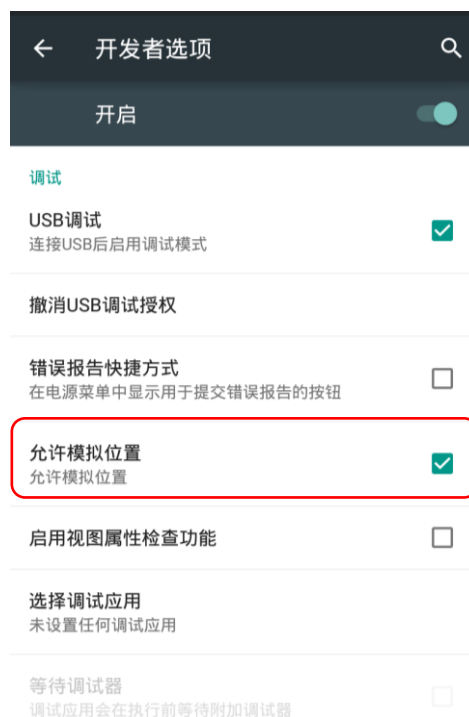 开发者选项
开启
调试
USB调试
连接USB后启用调试模式
撤消USB调试授权
错误报告快捷方式
在电源菜单中显示用于提交错误报告的按钮
允许模拟位置
允许模拟位置
启用视图属性检查功能
选择调试应用
未设置任何调试应用
等待调试器
调试应用会在执行前等待附加调试器